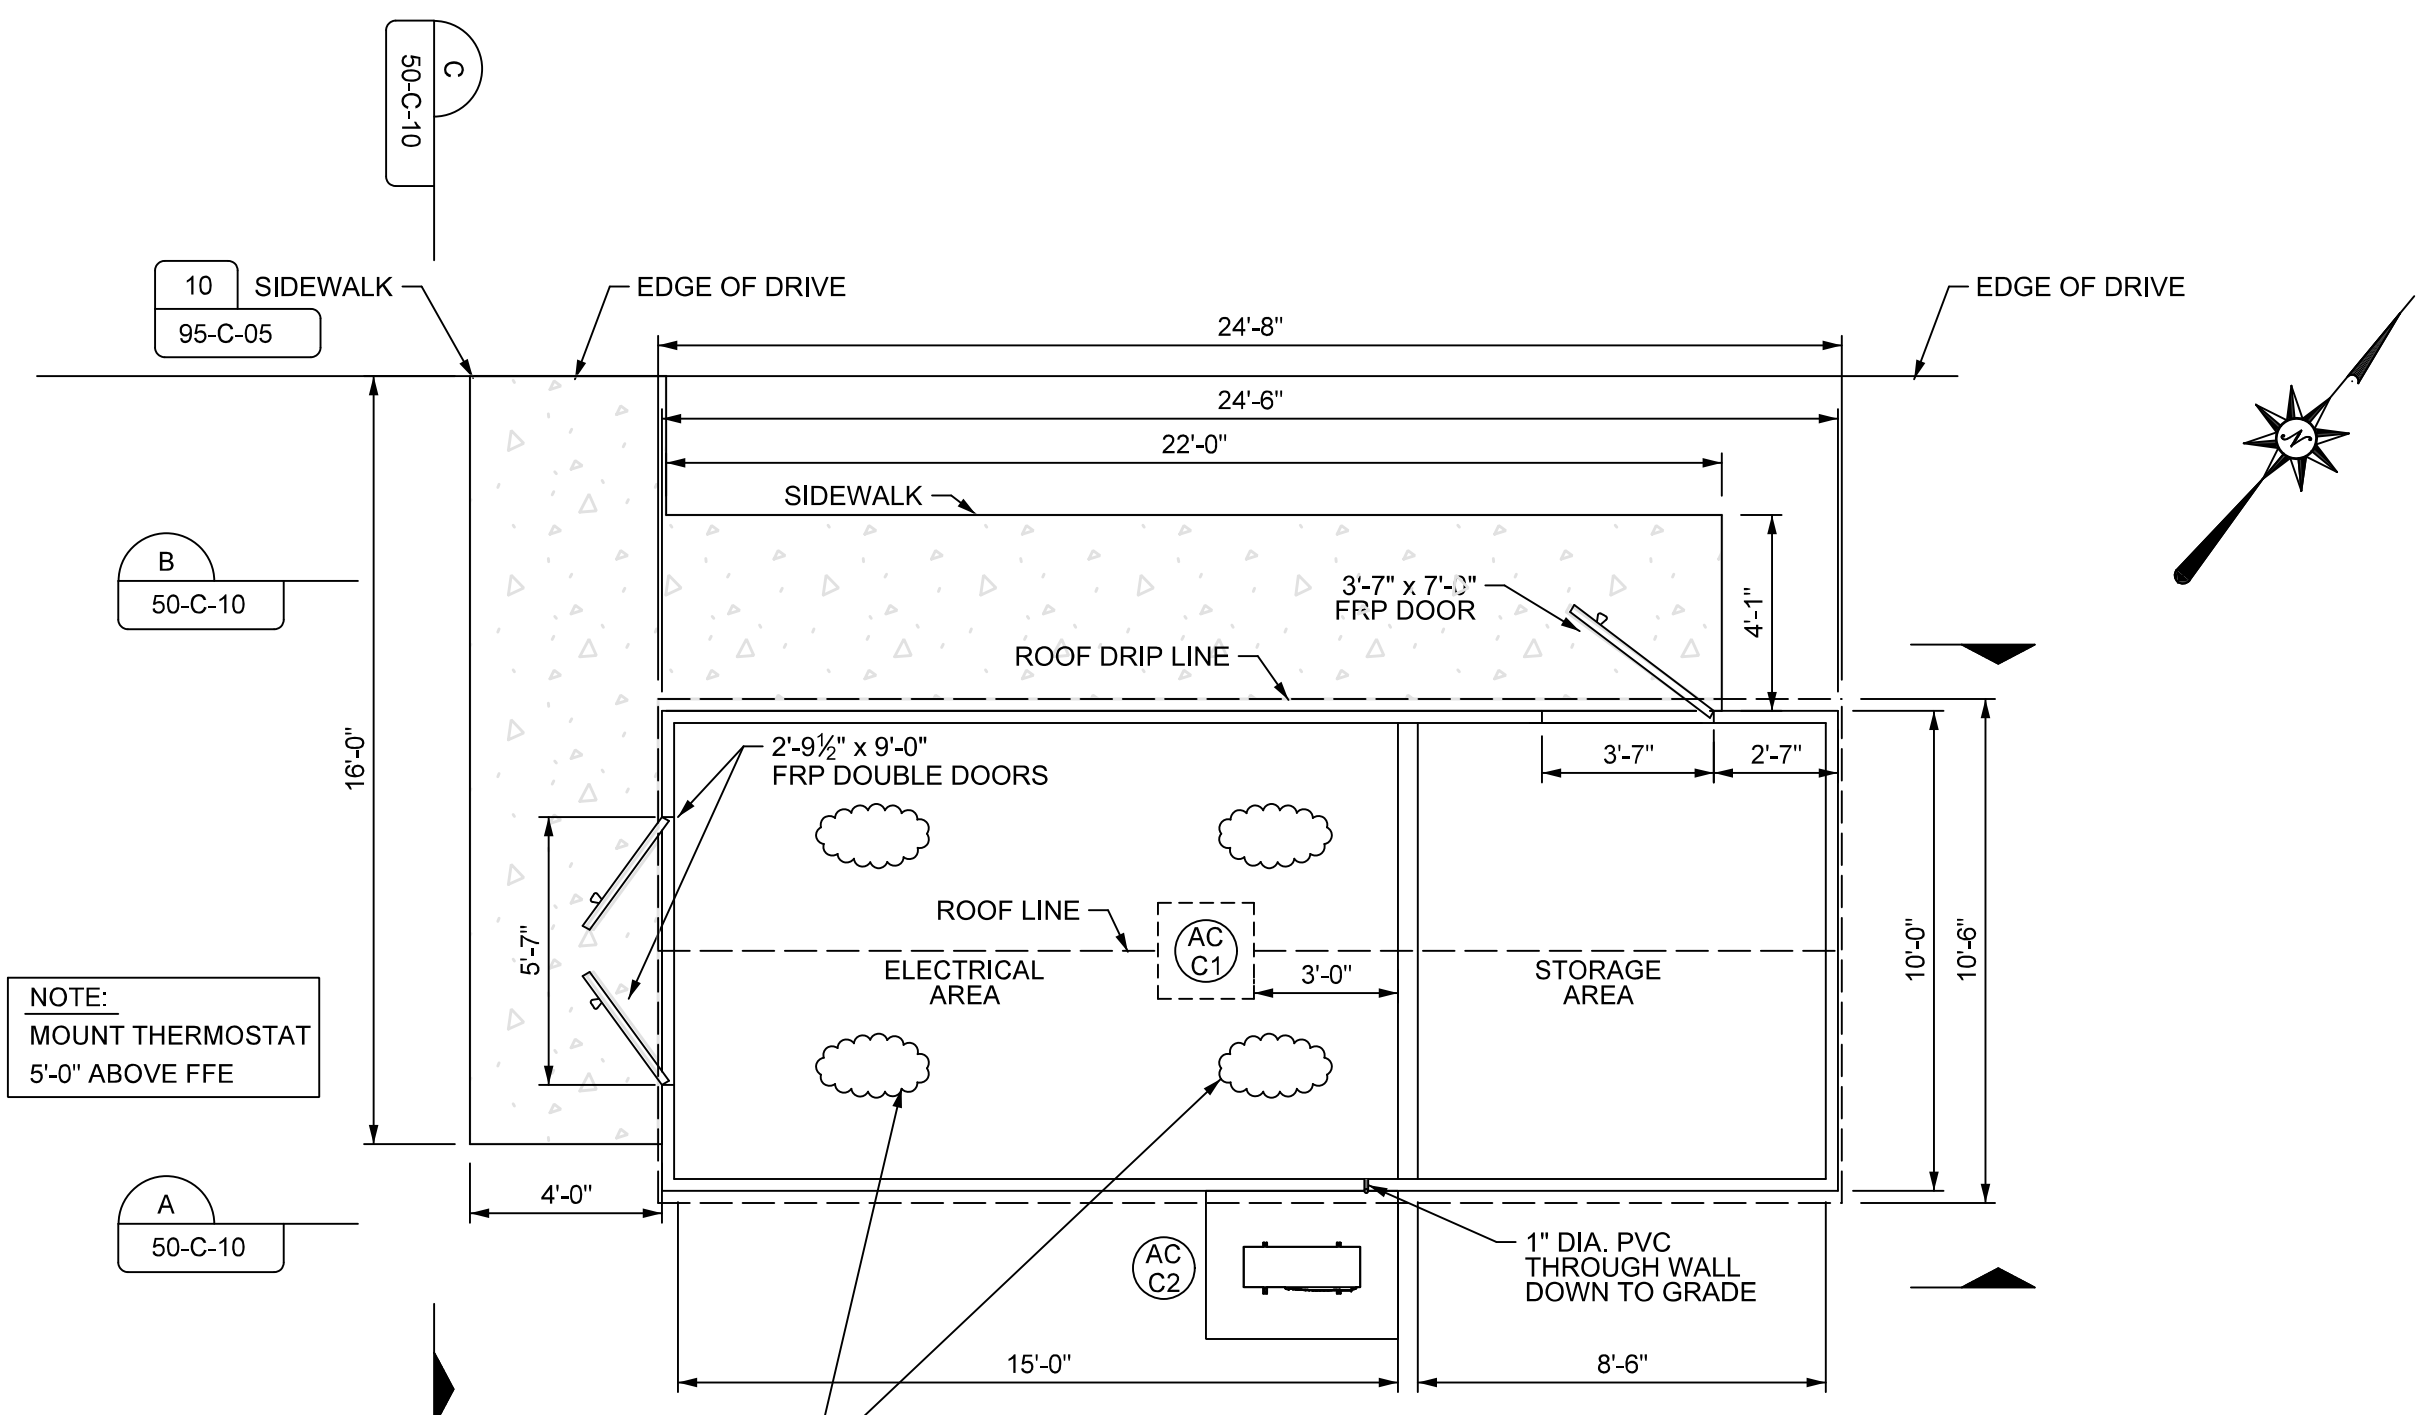 C
50-C-10
10
95-C-05
SIDEWALK
EDGE OF DRIVE
EDGE OF DRIVE
24'-8"
24'-6"
22'-0"
SIDEWALK
N
B
50-C-10
3'-7" x 7'-0"
FRP DOOR
4'-1"
ROOF DRIP LINE
16'-0"
2'-9½" x 9'-0"
FRP DOUBLE DOORS
3'-7"
2'-7"
5'-7"
ROOF LINE
AC
C1
ELECTRICAL
AREA
3'-0"
STORAGE
AREA
10'-0"
10'-6"
NOTE:
MOUNT THERMOSTAT
5'-0" ABOVE FFE
A
50-C-10
4'-0"
AC
C2
1" DIA. PVC
THROUGH WALL
DOWN TO GRADE
15'-0"
8'-6"